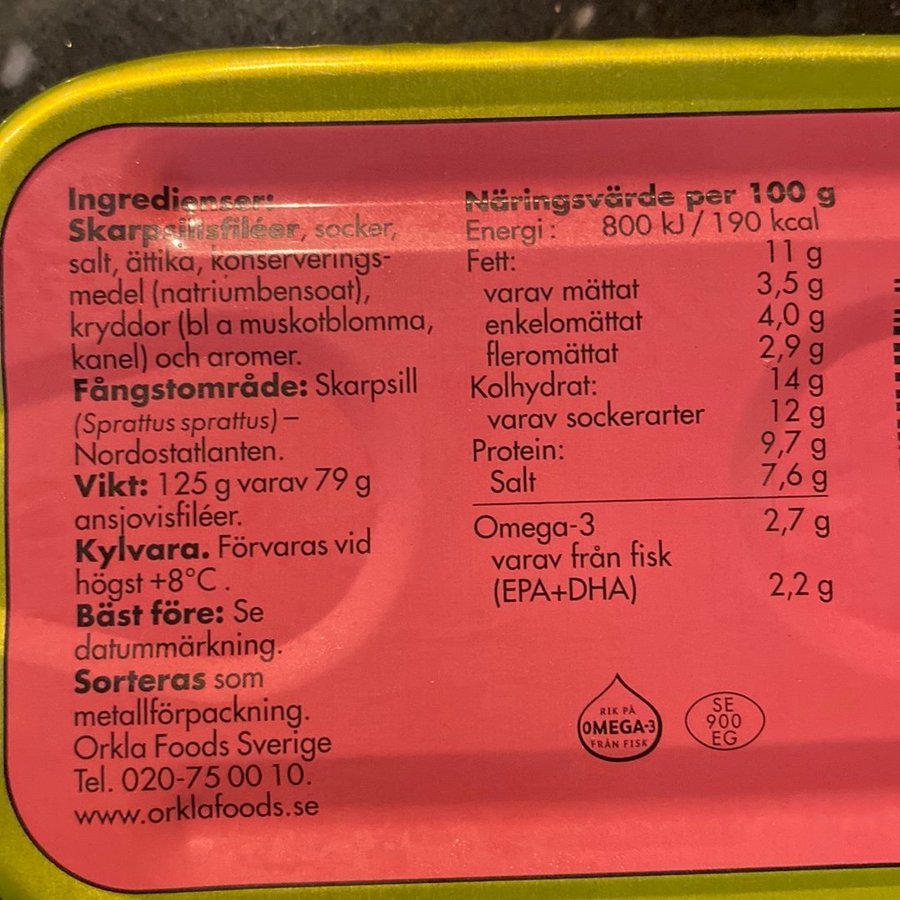 Ingredienser:
Skarpsillsfiléer, socker,
salt, ättika, konserverings-
medel (natriumbensoat),
kryddor (bl a muskotblomma,
kanel) och aromer.
Fångstområde: Skarpsill
(Sprattus sprattus) –
Nordostatlanten.
Vikt: 125 g varav 79 g
ansjovisfiléer.
Kylvara. Förvaras vid
högst +8°C.
Bäst före: Se
datummärkning.
Sorteras som
metallförpackning.
Orkla Foods Sverige
Tel. 020-75 00 10.
www.orklafoods.se
Näringsvärde per 100 g
Energi: 800 kJ / 190 kcal
Fett: 11 g
varav mättat 3,5 g
enkelomättat 4,0 g
fleromättat 2,9 g
Kolhydrat: 14 g
varav sockerarter 12 g
Protein: 9,7 g
Salt 7,6 g
Omega-3 2,7 g
varav från fisk
(EPA+DHA) 2,2 g
RIK PÅ
OMEGA-3
FRÅN FISK
SE
900
EG